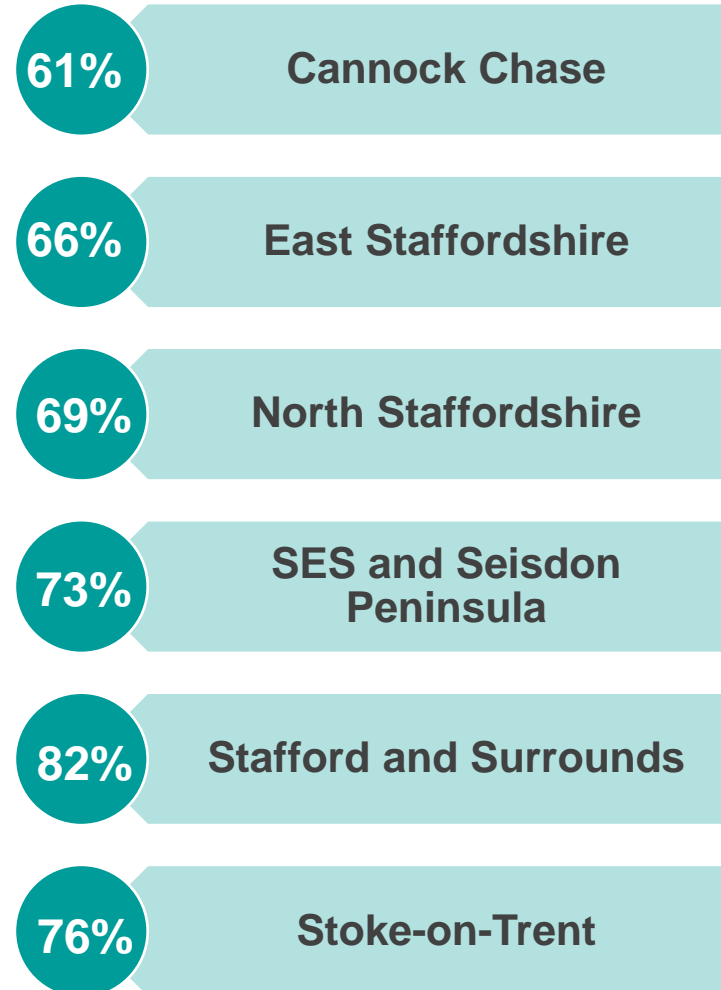 61%
Cannock Chase
66%
East Staffordshire
69%
North Staffordshire
73%
SES and Seisdon
Peninsula
82%
Stafford and Surrounds
76%
Stoke-on-Trent